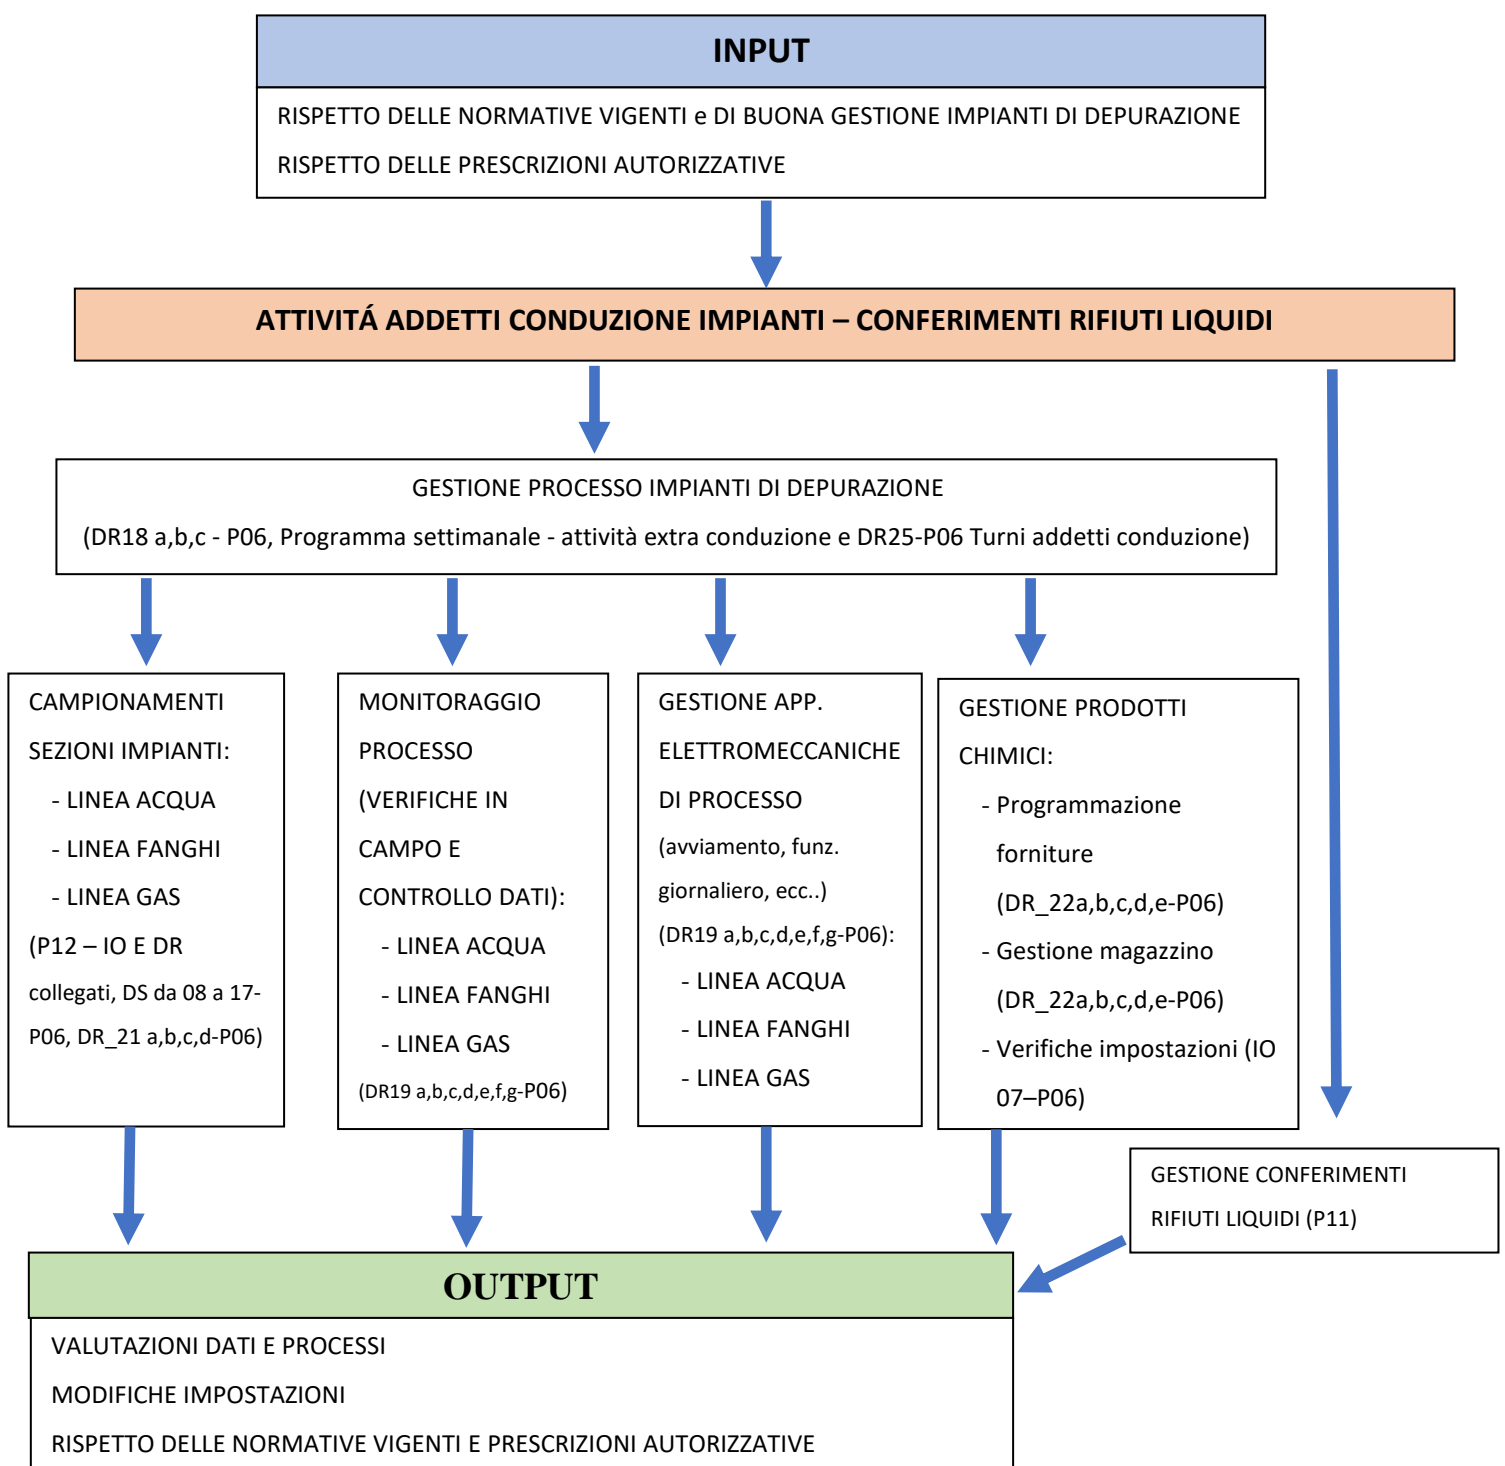 INPUT
RISPETTO DELLE NORMATIVE VIGENTI e DI BUONA GESTIONE IMPIANTI DI DEPURAZIONE
RISPETTO DELLE PRESCRIZIONI AUTORIZZATIVE
ATTIVITÁ ADDETTI CONDUZIONE IMPIANTI – CONFERIMENTI RIFIUTI LIQUIDI
GESTIONE PROCESSO IMPIANTI DI DEPURAZIONE
(DR18 a,b,c - P06, Programma settimanale - attività extra conduzione e DR25-P06 Turni addetti conduzione)
CAMPIONAMENTI
SEZIONI IMPIANTI:
- LINEA ACQUA
- LINEA FANGHI
- LINEA GAS
(P12 – IO E DR
collegati, DS da 08 a 17-
P06, DR_21 a,b,c,d-P06)
MONITORAGGIO
PROCESSO
(VERIFICHE IN
CAMPO E
CONTROLLO DATI):
- LINEA ACQUA
- LINEA FANGHI
- LINEA GAS
(DR19 a,b,c,d,e,f,g-P06)
GESTIONE APP.
ELETTROMECCANICHE
DI PROCESSO
(avviamento, funz.
giornaliero, ecc..)
(DR19 a,b,c,d,e,f,g-P06):
- LINEA ACQUA
- LINEA FANGHI
- LINEA GAS
GESTIONE PRODOTTI
CHIMICI:
- Programmazione
forniture
(DR_22a,b,c,d,e-P06)
- Gestione magazzino
(DR_22a,b,c,d,e-P06)
- Verifiche impostazioni (IO
07–P06)
GESTIONE CONFERIMENTI
RIFIUTI LIQUIDI (P11)
OUTPUT
VALUTAZIONI DATI E PROCESSI
MODIFICHE IMPOSTAZIONI
RISPETTO DELLE NORMATIVE VIGENTI E PRESCRIZIONI AUTORIZZATIVE